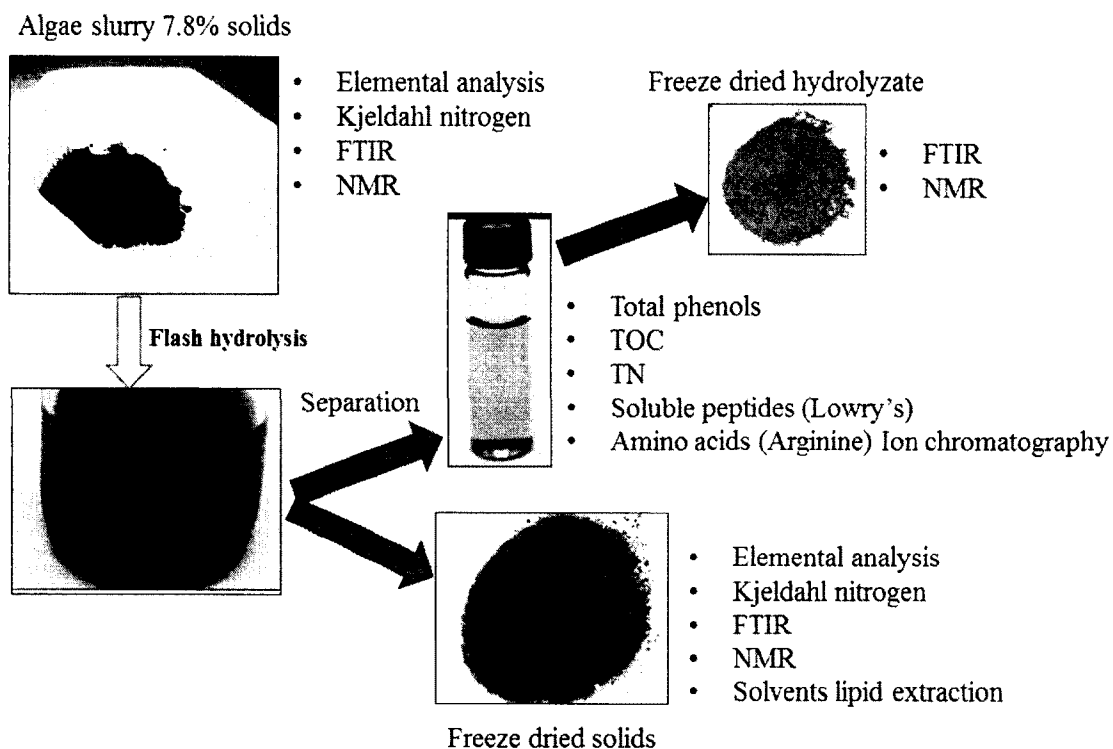 Algae slurry 7.8% solids
• Elemental analysis
• Kjeldahl nitrogen
• FTIR
• NMR
Freeze dried hydrolyzate
• FTIR
• NMR
Flash hydrolysis
Separation
• Total phenols
• TOC
• TN
• Soluble peptides (Lowry's)
• Amino acids (Arginine) Ion chromatography
• Elemental analysis
• Kjeldahl nitrogen
• FTIR
• NMR
• Solvents lipid extraction
Freeze dried solids